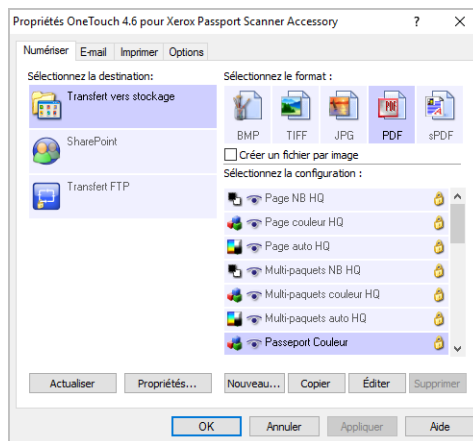 Propriétés OneTouch 4.6 pour Xerox Passport Scanner Accessory ? ×
Numériser E-mail Imprimer Options
Sélectionnez la destination:
Transfert vers stockage
SharePoint
Transfert FTP
Sélectionnez le format :
BMP TIFF JPG PDF sPDF
Créer un fichier par image
Sélectionnez la configuration :
Page NB HQ
Page couleur HQ
Page auto HQ
Multi-paquets NB HQ
Multi-paquets couleur HQ
Multi-paquets auto HQ
Passeport Couleur
Actualiser Propriétés... Nouveau... Copier Éditer Supprimer
OK Annuler Appliquer Aide